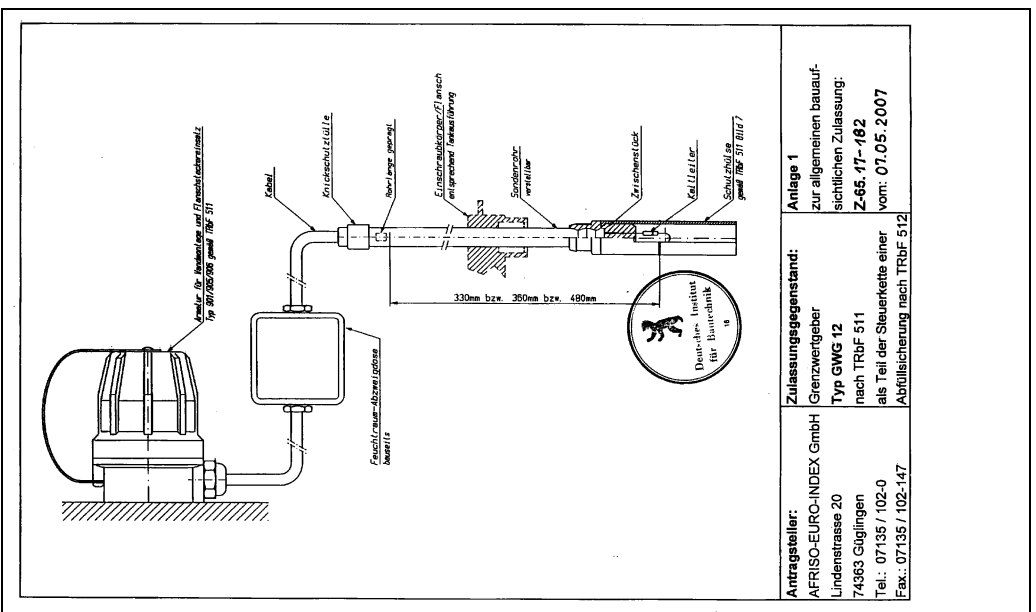 Armatur für Wandmontage und Flanschsteckereinsatz
Typ 901/905/906 gemäß TRbF 511
Kabel
Knickschutztülle
Rohrlänge geprägt
Einschraubkörper/Flansch
entsprechend Tankausführung
Sondenrohr
verstellbar
Zwischenstück
Kaltleiter
Schutzhülse
gemäß TRbF 511 Bild 7
330mm bzw. 360mm bzw. 480mm
Feuchtraum-Abzweigdose
bauseits
Deutsches Institut
für Bautechnik
18
Antragsteller:
AFRISO-EURO-INDEX GmbH
Lindenstrasse 20
74363 Güglingen
Tel.: 07135 / 102-0
Fax.: 07135 / 102-147
Zulassungsgegenstand:
Grenzwertgeber
Typ GWG 12
nach TRbF 511
als Teil der Steuerkette einer
Abfüllsicherung nach TRbF 512
Anlage 1
zur allgemeinen bauauf-
sichtlichen Zulassung:
Z-65.17-182
vom: 07.05.2007